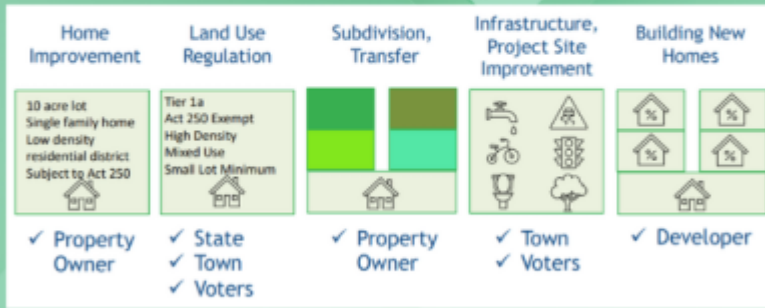 Home
Improvement
10 acre lot
Single family home
Low density
residential district
Subject to Act 250
✓ Property
Owner
Land Use
Regulation
Tier 1a
Act 250 Exempt
High Density
Mixed Use
Small Lot Minimum
✓ State
✓ Town
✓ Voters
Subdivision,
Transfer
✓ Property
Owner
Infrastructure,
Project Site
Improvement
✓ Town
✓ Voters
Building New
Homes
%
%
%
%
✓ Developer